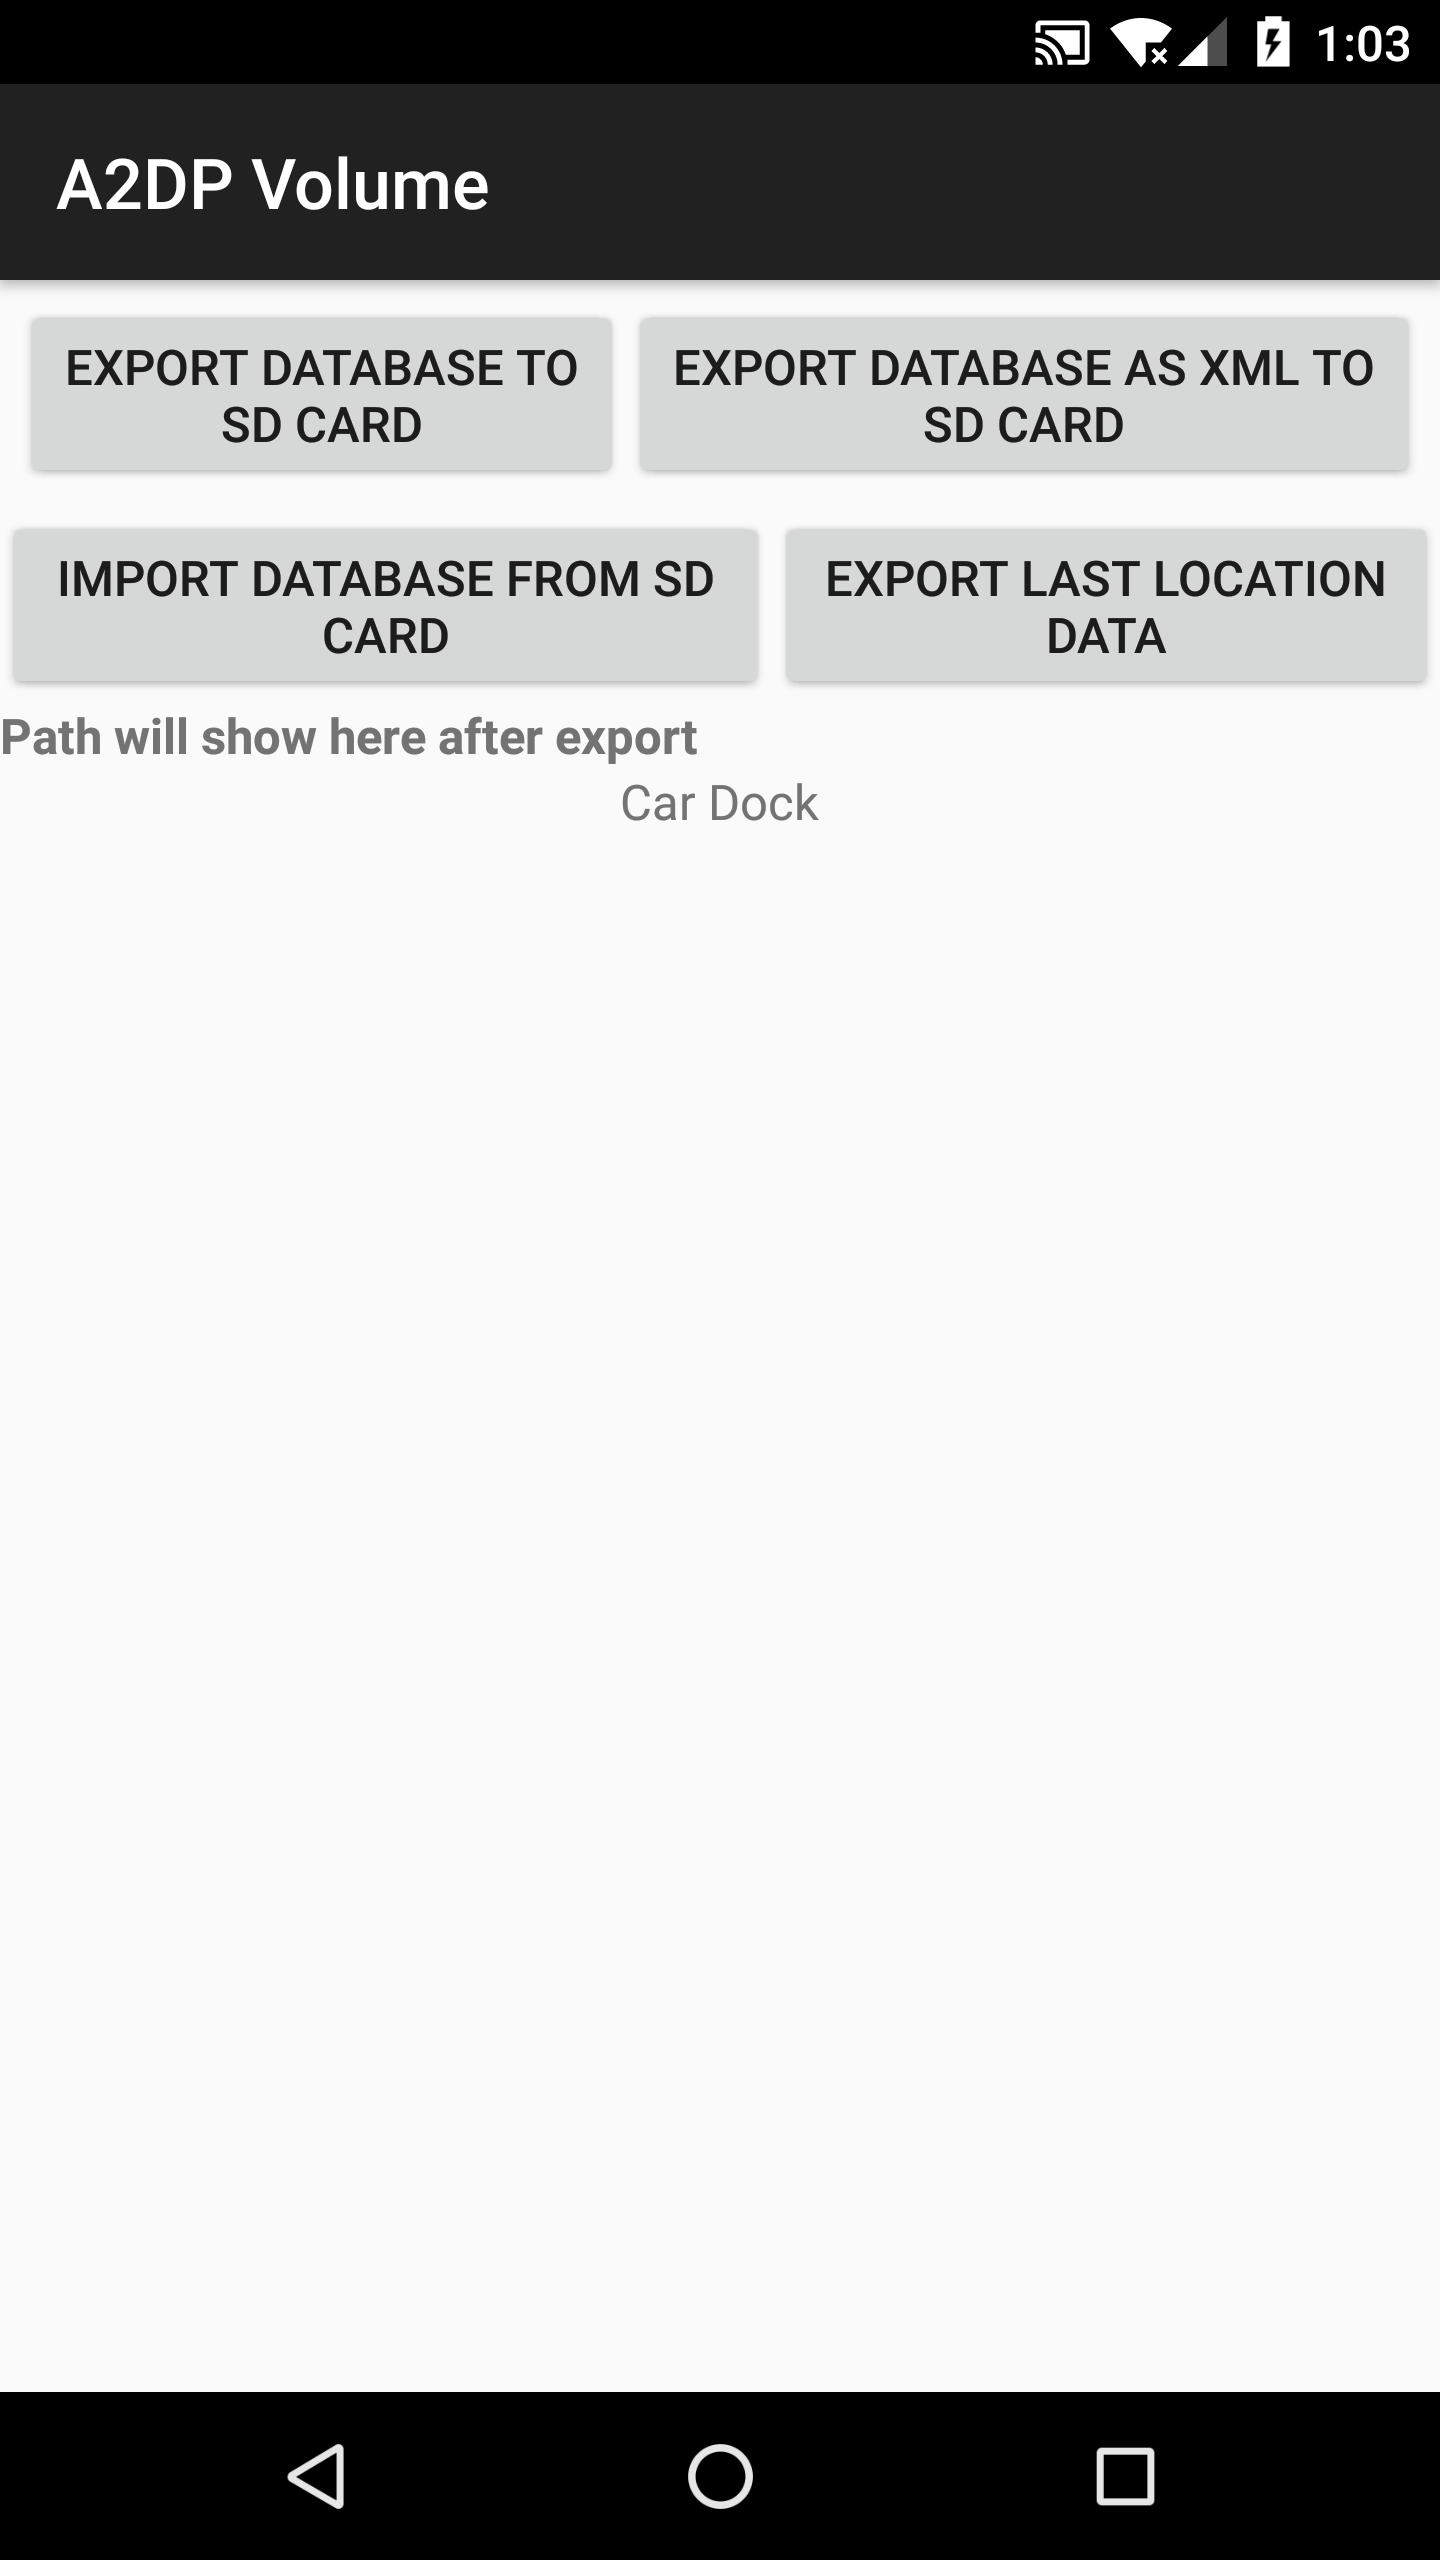 1:03
A2DP Volume
EXPORT DATABASE TO
SD CARD
EXPORT DATABASE AS XML TO
SD CARD
IMPORT DATABASE FROM SD
CARD
EXPORT LAST LOCATION
DATA
Path will show here after export
Car Dock